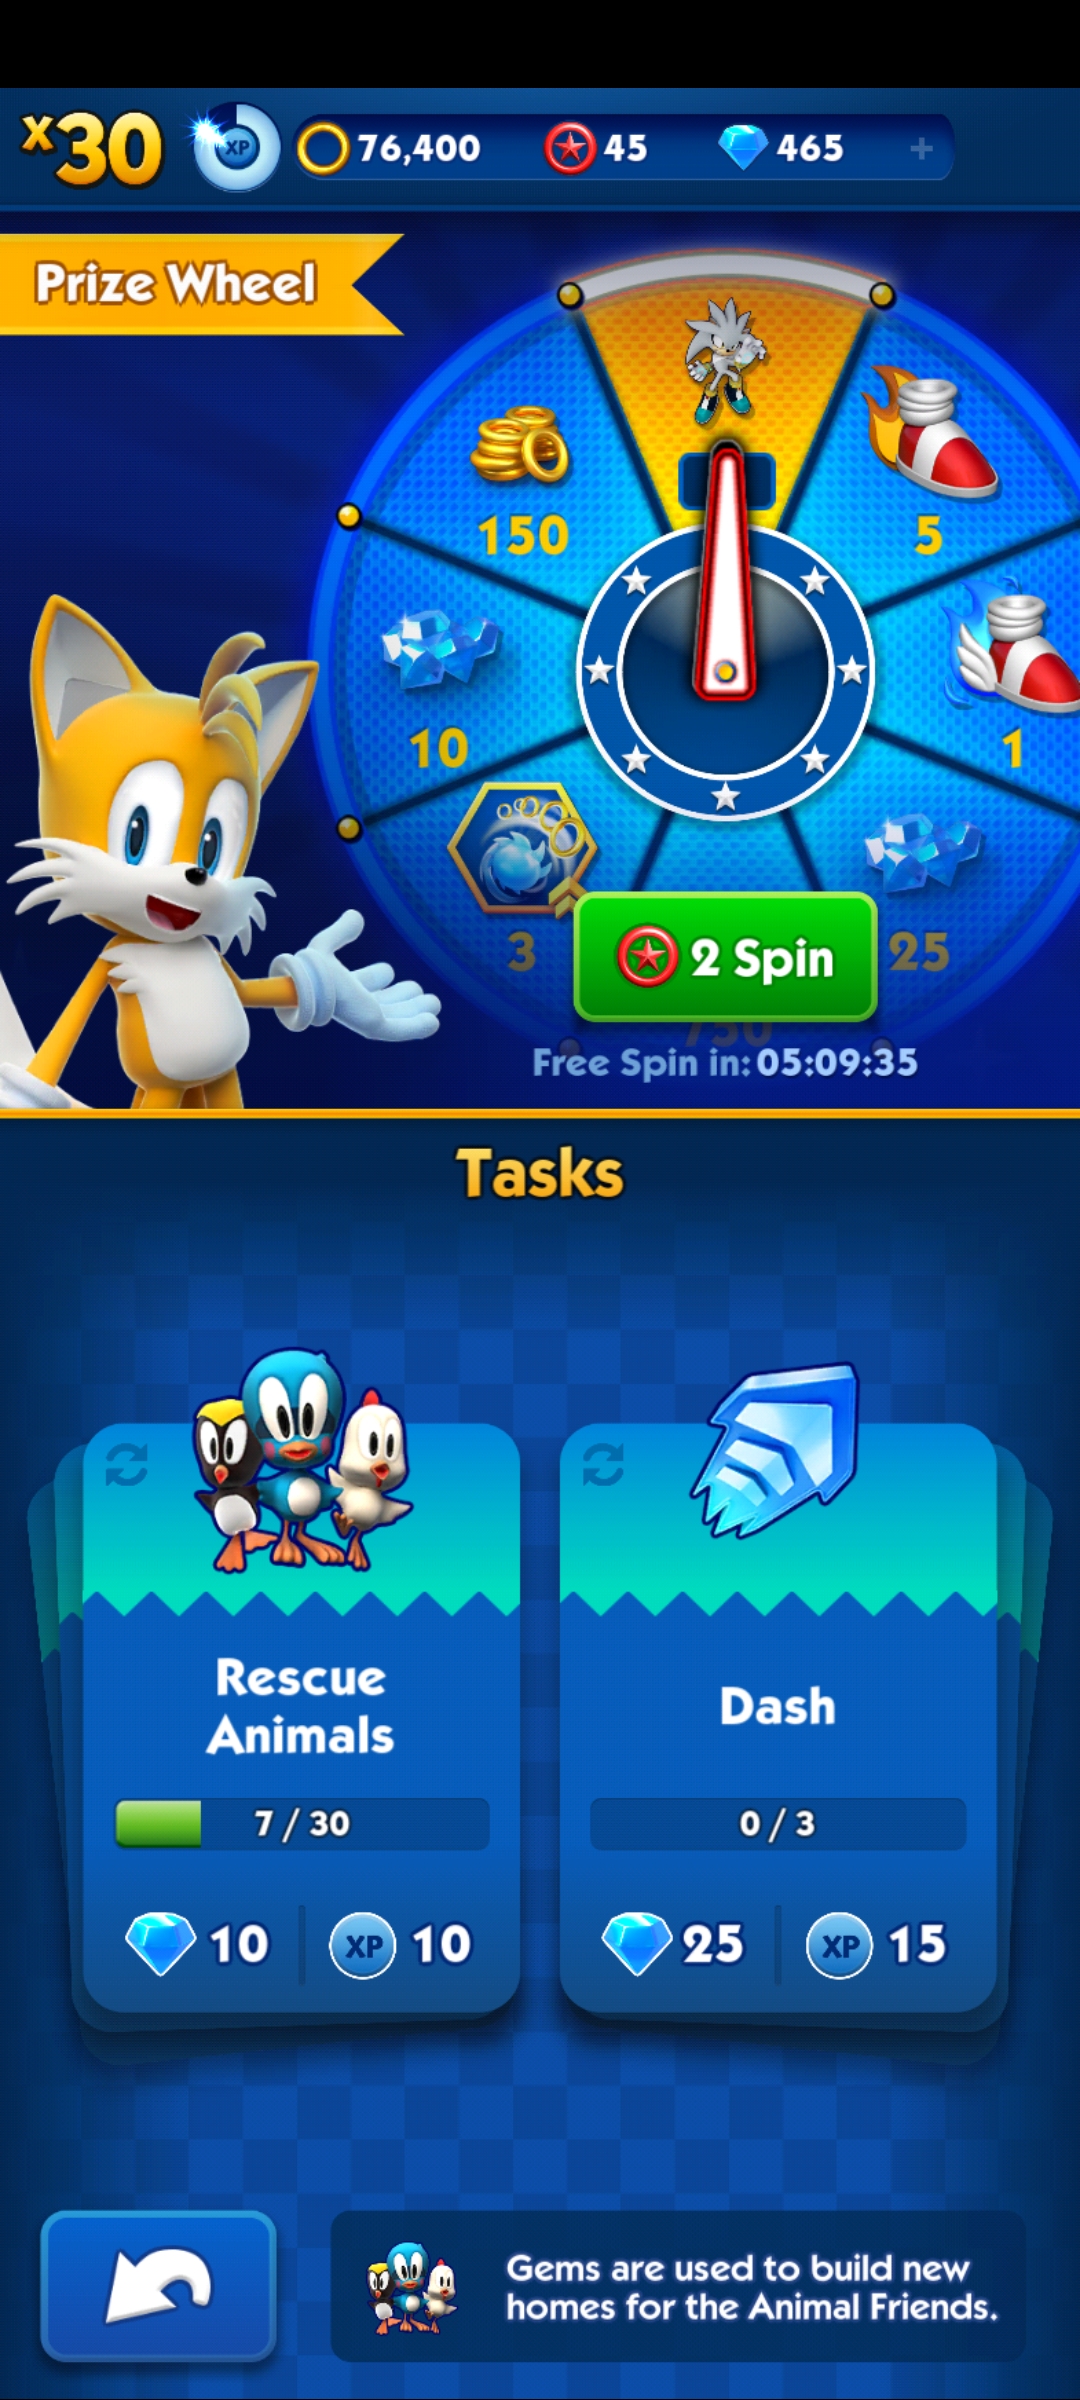 x30
XP
76,400
45
465
+
Prize Wheel
150
5
10
1
3
2 Spin
25
750
Free Spin in: 05:09:35
Tasks
Rescue
Animals
7 / 30
10
XP
10
Dash
0 / 3
25
XP
15
Gems are used to build new
homes for the Animal Friends.